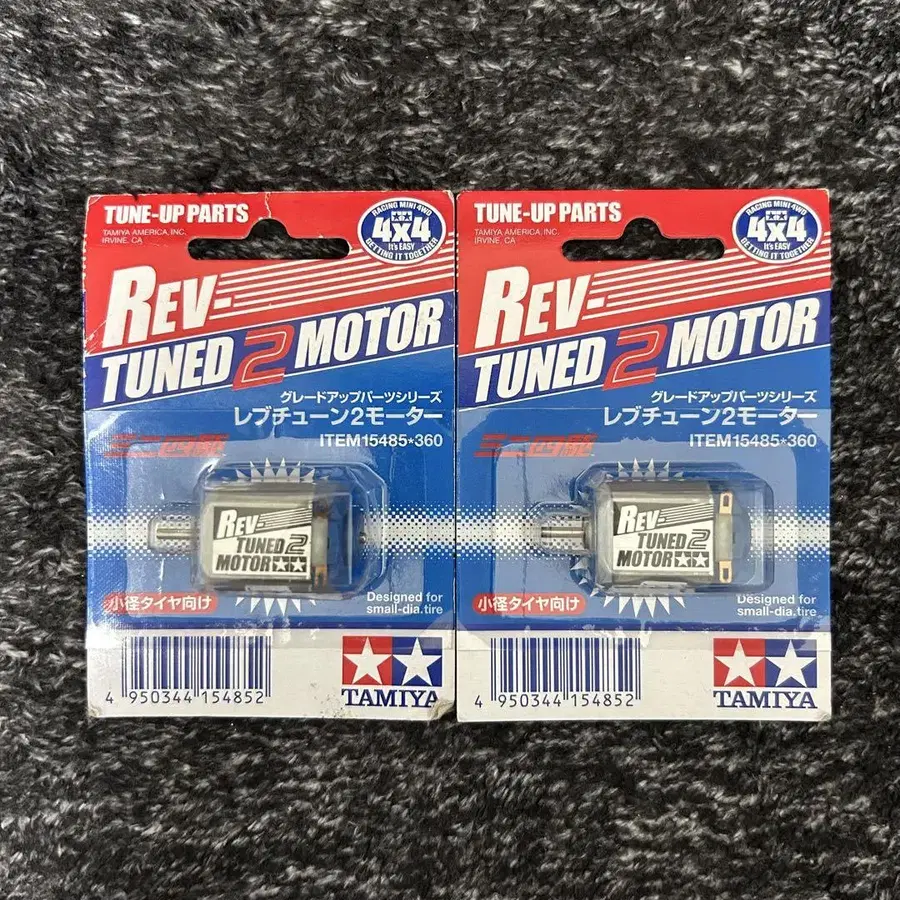 TUNE-UP PARTS
TAMIYA AMERICA, INC.
IRVINE, CA
RACING MINI 4WD
4x4
It's EASY
GETTING IT TOGETHER
REV-
TUNED 2 MOTOR
グレードアップパーツシリーズ
レブチューン2モーター
ITEM15485★360
ミニ四駆
REV-
TUNED 2
MOTOR
小径タイヤ向け
Designed for
small-dia.tire
4 950344 154852
TAMIYA
TUNE-UP PARTS
TAMIYA AMERICA, INC.
IRVINE, CA
RACING MINI 4WD
4x4
It's EASY
GETTING IT TOGETHER
REV-
TUNED 2 MOTOR
グレードアップパーツシリーズ
レブチューン2モーター
ITEM15485★360
ミニ四駆
REV-
TUNED 2
MOTOR
小径タイヤ向け
Designed for
small-dia.tire
4 950344 154852
TAMIYA